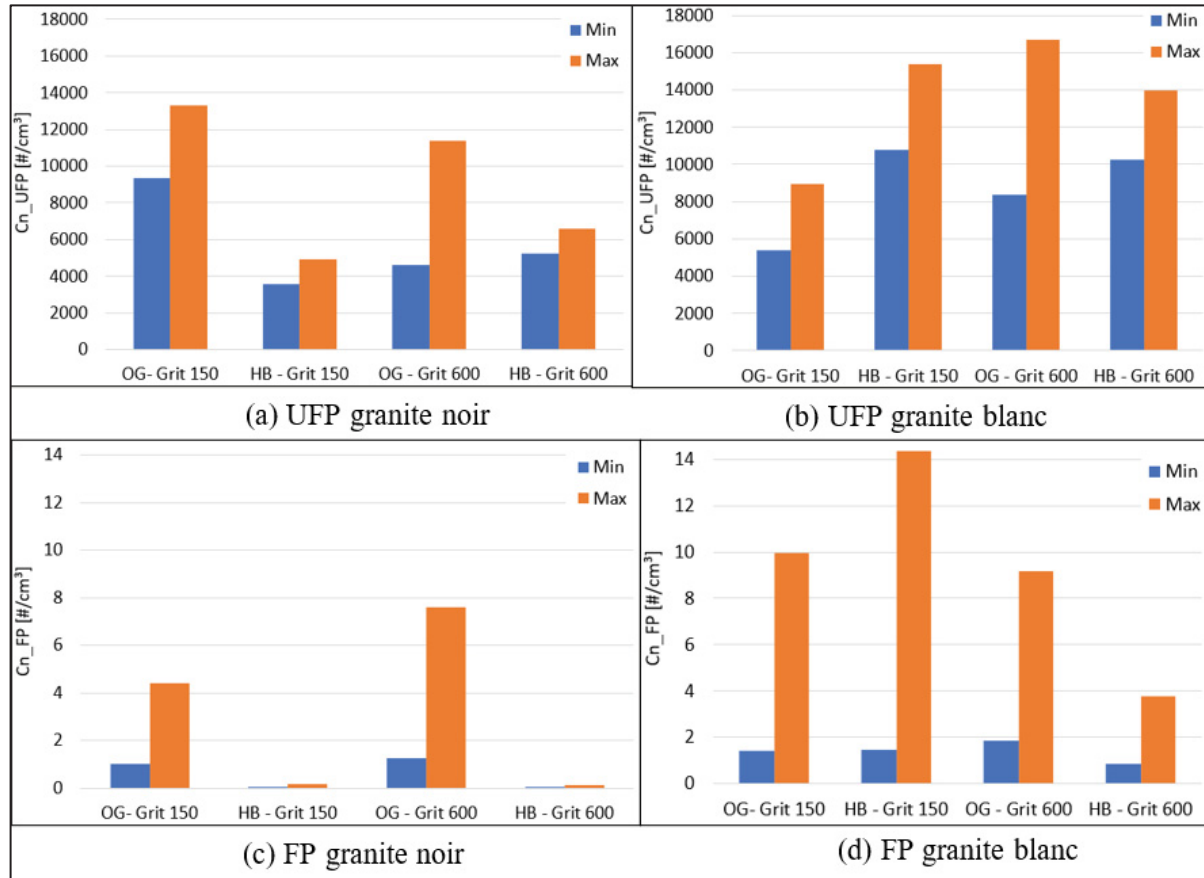 18000
16000
14000
12000
10000
8000
6000
4000
2000
0
Cn_UFP [#/cm³]
Min
Max
OG- Grit 150 HB - Grit 150 OG - Grit 600 HB - Grit 600
(a) UFP granite noir
18000
16000
14000
12000
10000
8000
6000
4000
2000
0
Cn_UFP [#/cm³]
Min
Max
OG- Grit 150 HB - Grit 150 OG - Grit 600 HB - Grit 600
(b) UFP granite blanc
14
12
10
8
6
4
2
0
Cn_FP [#/cm³]
Min
Max
OG- Grit 150 HB - Grit 150 OG - Grit 600 HB - Grit 600
(c) FP granite noir
14
12
10
8
6
4
2
0
Cn_FP [#/cm³]
Min
Max
OG- Grit 150 HB - Grit 150 OG - Grit 600 HB - Grit 600
(d) FP granite blanc